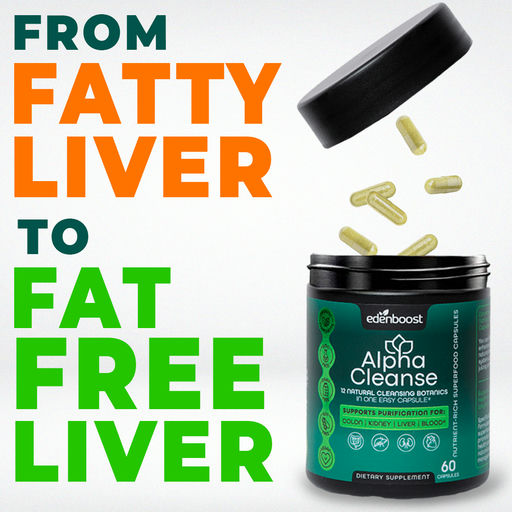 FROM
FATTY
LIVER
TO
FAT
FREE
LIVER
edenboost
Alpha
Cleanse
12 NATURAL CLEANSING BOTANICS
IN ONE EASY CAPSULE*
SUPPORTS PURIFICATION FOR:
COLON | KIDNEY | LIVER | BLOOD*
DIETARY SUPPLEMENT
60
CAPSULES
NUTRIENT-RICH SUPERFOOD CAPSULES